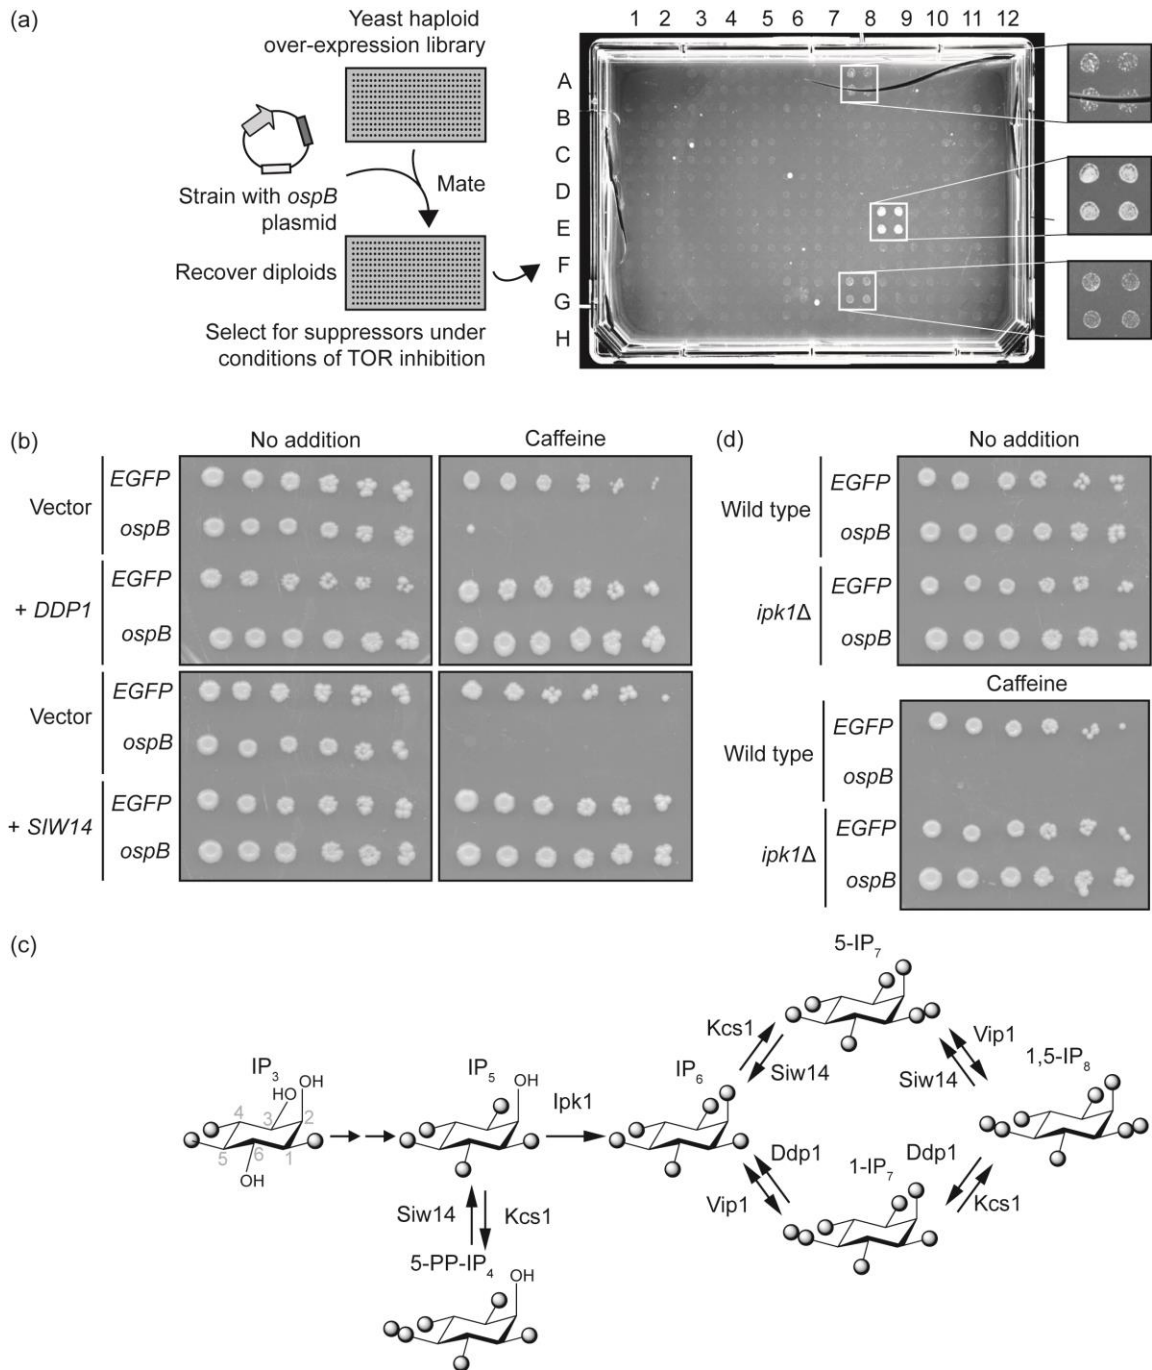 (a)
Yeast haploid
over-expression library
Strain with ospB
plasmid
Mate
Recover diploids
Select for suppressors under
conditions of TOR inhibition
1 2 3 4 5 6 7 8 9 10 11 12
A
B
C
D
E
F
G
H
(b)
No addition
Caffeine
Vector
EGFP
ospB
+ DDP1
EGFP
ospB
Vector
EGFP
ospB
+ SIW14
EGFP
ospB
(d)
No addition
Wild type
EGFP
ospB
ipk1Δ
EGFP
ospB
Caffeine
Wild type
EGFP
ospB
ipk1Δ
EGFP
ospB
(c)
IP3
HO
OH
4
3
2
5
6
1
OH
IP5
OH
Ipk1
Siw14
Kcs1
5-PP-IP4
OH
IP6
Kcs1
Siw14
5-IP7
Vip1
Siw14
1,5-IP8
Ddp1
Vip1
1-IP7
Ddp1
Kcs1